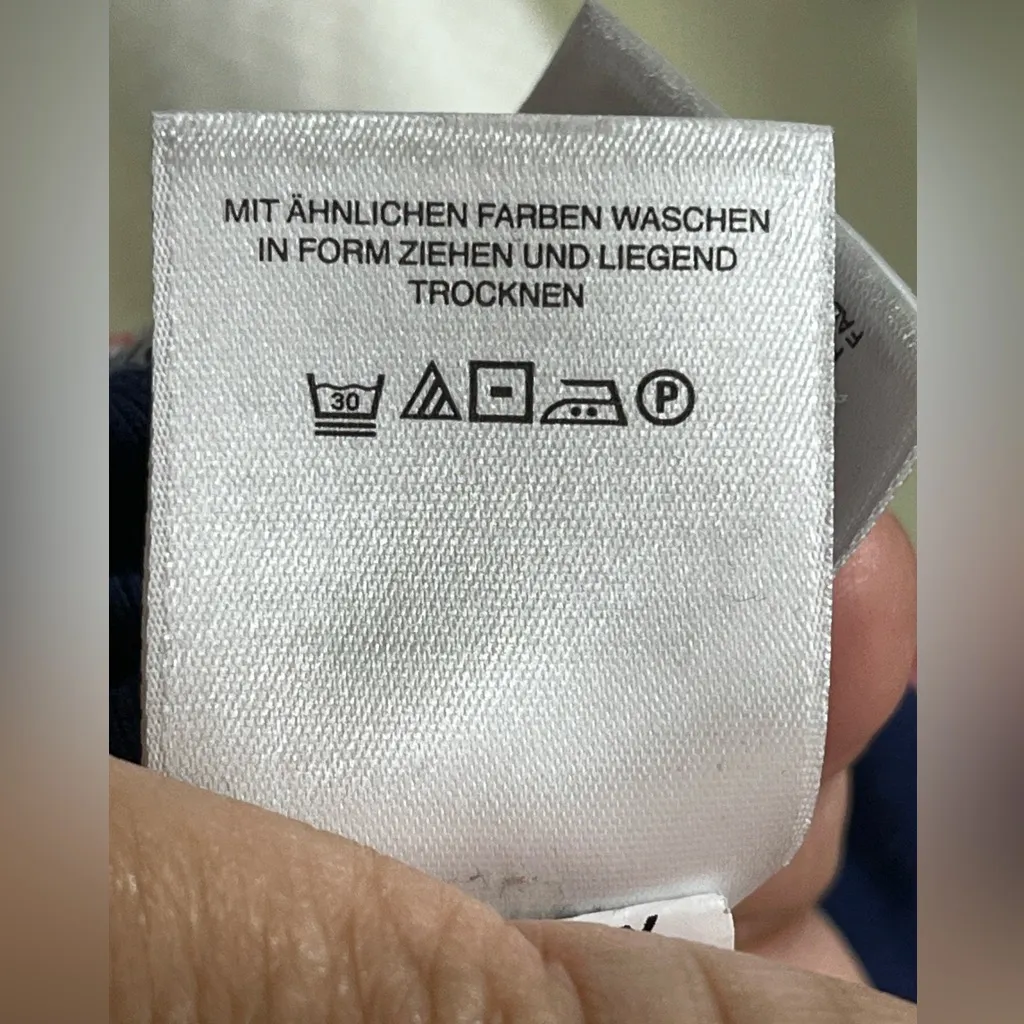 MIT ÄHNLICHEN FARBEN WASCHEN
IN FORM ZIEHEN UND LIEGEND
TROCKNEN
30
P